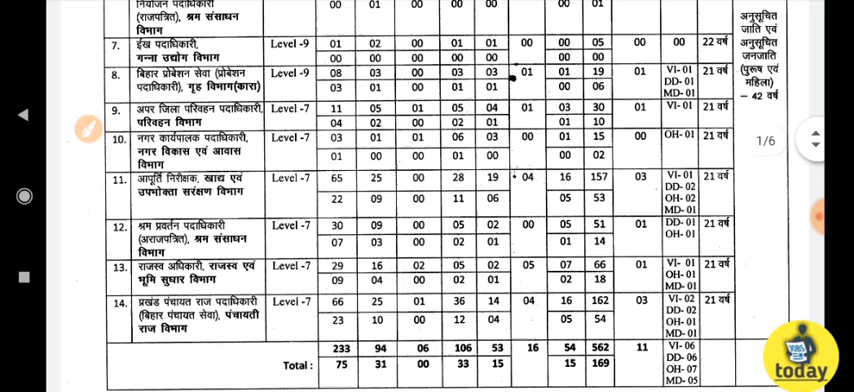 नियोजन पदाधिकारी 00 01 00 00 00 00 01
(राजपत्रित), श्रम संसाधन
विभाग
अनुसूचित
जाति एवं
अनुसूचित
जनजाति
(पुरूष एवं
महिला)
– 42 वर्ष
7. ईख पदाधिकारी, Level-9 01 02 00 01 01 00 00 05 00 00 22 वर्ष
गन्ना उद्योग विभाग 00 00 00 00 00 00 00
8. बिहार प्रोबेशन सेवा (प्रोबेशन Level-9 08 03 00 03 03 01 01 19 01 VI- 01 21 वर्ष
पदाधिकारी), गृह विभाग(कारा) 03 01 00 01 01 00 06 DD- 01
MD- 01
9. अपर जिला परिवहन पदाधिकारी, Level-7 11 05 01 05 04 01 03 30 01 VI- 01 21 वर्ष
परिवहन विभाग 04 02 00 02 01 01 10
10. नगर कार्यपालक पदाधिकारी, Level-7 03 01 01 06 03 00 01 15 00 OH- 01 21 वर्ष
नगर विकास एवं आवास 01 00 00 01 00 00 02
विभाग
1/6
11. आपूर्ति निरीक्षक, खाद्य एवं Level-7 65 25 00 28 19 04 16 157 03 VI- 01 21 वर्ष
उपभोक्ता सरंक्षण विभाग 22 09 00 11 06 05 53 DD- 02
OH- 02
MD- 01
12. श्रम प्रवर्तन पदाधिकारी Level-7 30 09 00 05 02 00 05 51 01 DD- 01 21 वर्ष
(अराजपत्रित), श्रम संसाधन 07 03 00 02 01 01 14 OH- 01
विभाग
13. राजस्व अधिकारी, राजस्व एवं Level-7 29 16 02 05 02 05 07 66 01 VI- 01 21 वर्ष
भूमि सुधार विभाग 09 04 00 02 01 02 18 OH- 01
MD- 01
14. प्रखंड पंचायत राज पदाधिकारी Level-7 66 25 01 36 14 04 16 162 03 VI- 02 21 वर्ष
(बिहार पंचायत सेवा), पंचायती 23 10 00 12 04 05 54 DD- 02
राज विभाग OH- 01
MD- 01
Total : 233 94 06 106 53 16 54 562 11 VI- 06
75 31 00 33 15 15 169 DD- 06
OH- 07
MD- 05
today